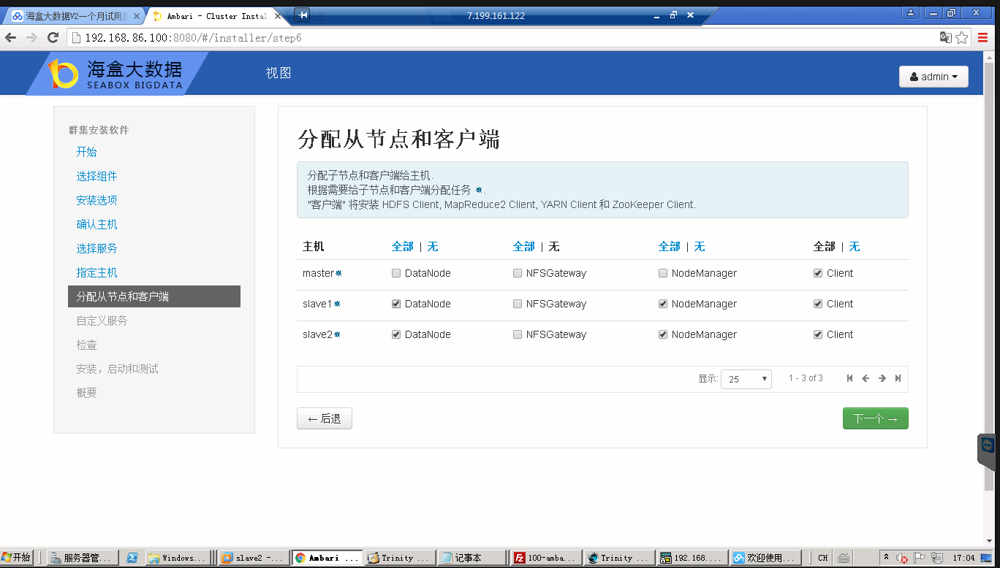 海盒大数据V2一个月试用
Ambari - Cluster Insta
7.199.161.122
192.168.86.100:8080/#/installer/step6
海盒大数据
SEABOX BIGDATA
视图
admin
群集安装软件
开始
选择组件
安装选项
确认主机
选择服务
指定主机
分配从节点和客户端
自定义服务
检查
安装，启动和测试
概要
分配从节点和客户端
分配子节点和客户端给主机.
根据需要给子节点和客户端分配任务 ✵.
"客户端" 将安装 HDFS Client, MapReduce2 Client, YARN Client 和 ZooKeeper Client.
主机 全部 | 无 全部 | 无 全部 | 无 全部 | 无
master✵ DataNode NFSGateway NodeManager Client
slave1✵ DataNode NFSGateway NodeManager Client
slave2✵ DataNode NFSGateway NodeManager Client
显示: 25 1 - 3 of 3
← 后退
下一个 →
开始 服务器管... Windows... slave2 -... Ambari ... Trinity ... 记事本 100-amba... Trinity ... 192.168.... 欢迎使用... CH 17:04